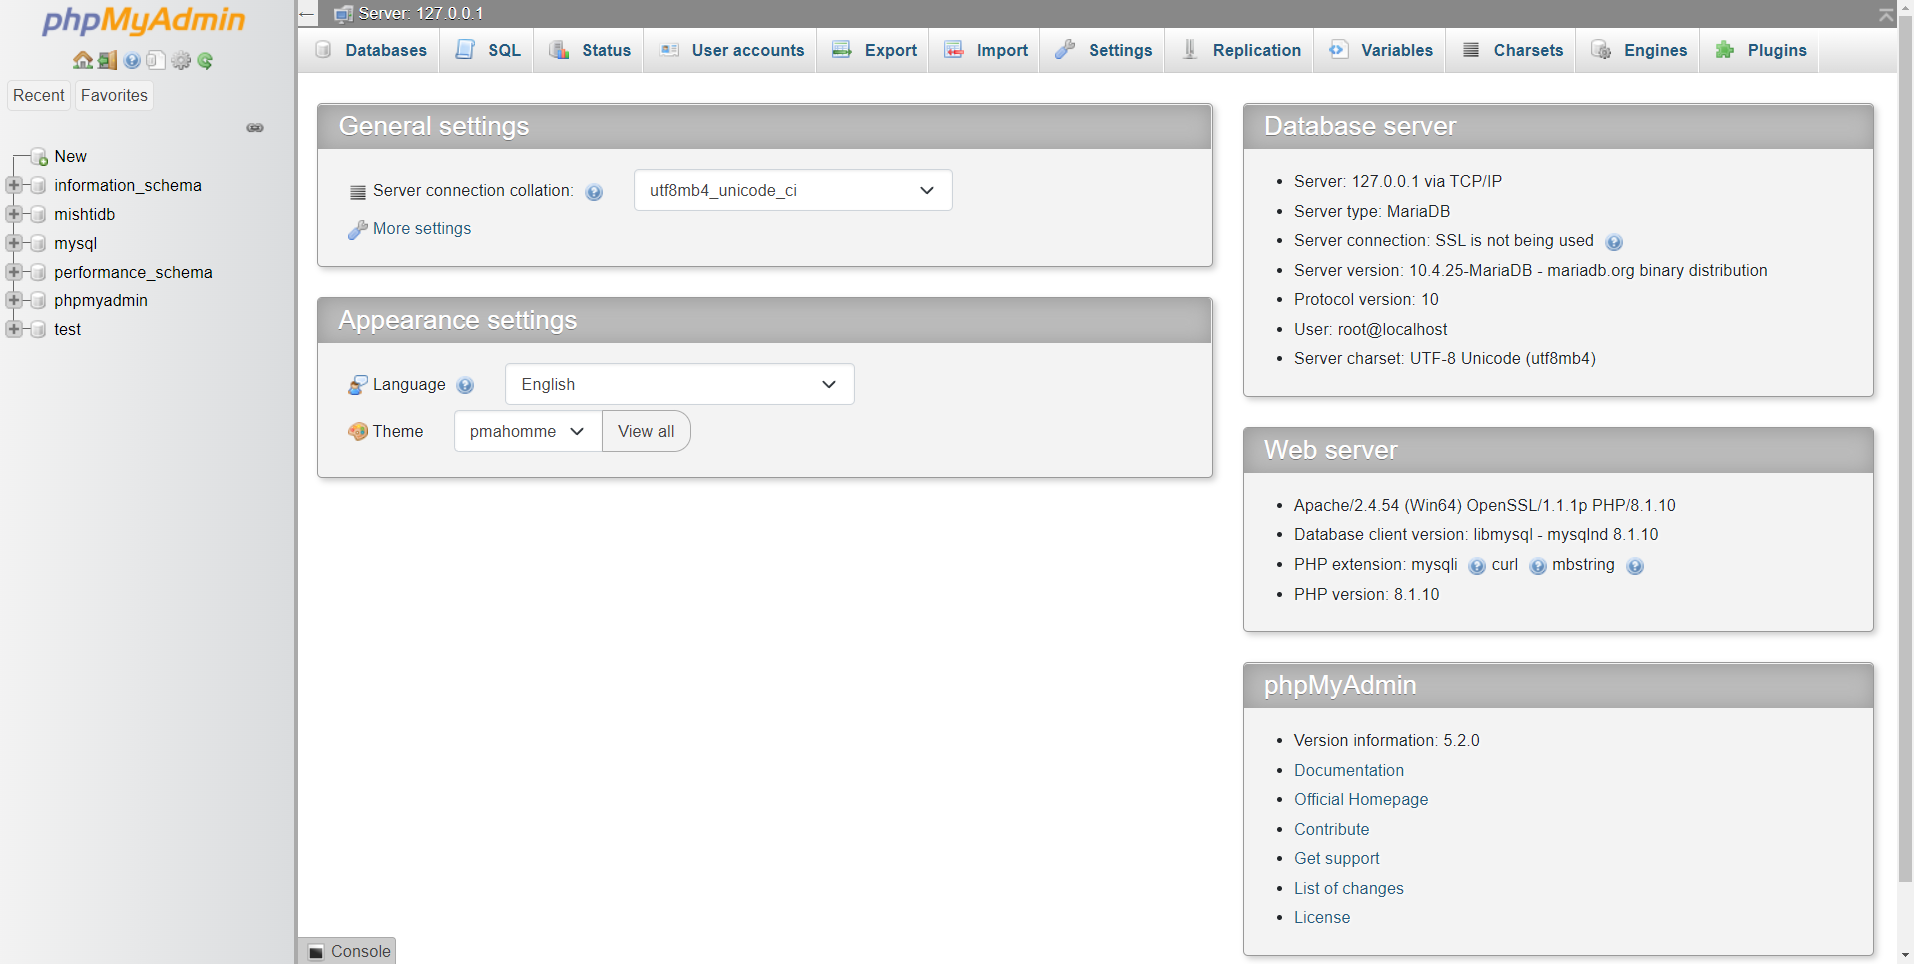 phpMyAdmin
Recent Favorites
New
information_schema
mishtidb
mysql
performance_schema
phpmyadmin
test
Server: 127.0.0.1
Databases SQL Status User accounts Export Import Settings Replication Variables Charsets Engines Plugins
General settings
Server connection collation: utf8mb4_unicode_ci
More settings
Appearance settings
Language English
Theme pmahomme View all
Database server
Server: 127.0.0.1 via TCP/IP
Server type: MariaDB
Server connection: SSL is not being used
Server version: 10.4.25-MariaDB - mariadb.org binary distribution
Protocol version: 10
User: root@localhost
Server charset: UTF-8 Unicode (utf8mb4)
Web server
Apache/2.4.54 (Win64) OpenSSL/1.1.1p PHP/8.1.10
Database client version: libmysql - mysqlnd 8.1.10
PHP extension: mysqli curl mbstring
PHP version: 8.1.10
phpMyAdmin
Version information: 5.2.0
Documentation
Official Homepage
Contribute
Get support
List of changes
License
Console